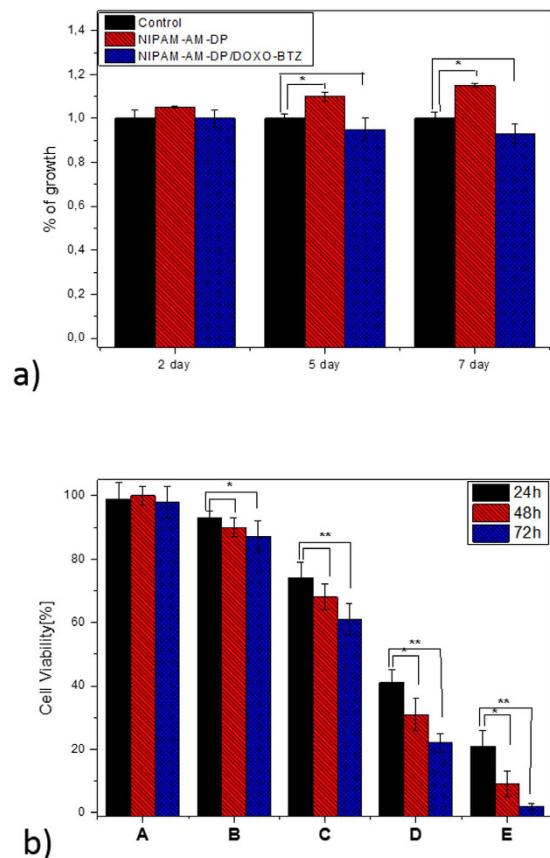 Control
NIPAM-AM-DP
NIPAM-AM-DP/DOXO-BTZ
1,4
1,2
1,0
0,8
0,6
0,4
0,2
0,0
% of growth
* *
2 day 5 day 7 day
a)
24h
48h
72h
100
80
60
40
20
0
Cell Viability[%]
*
**
**
*
**
*
A B C D E
b)